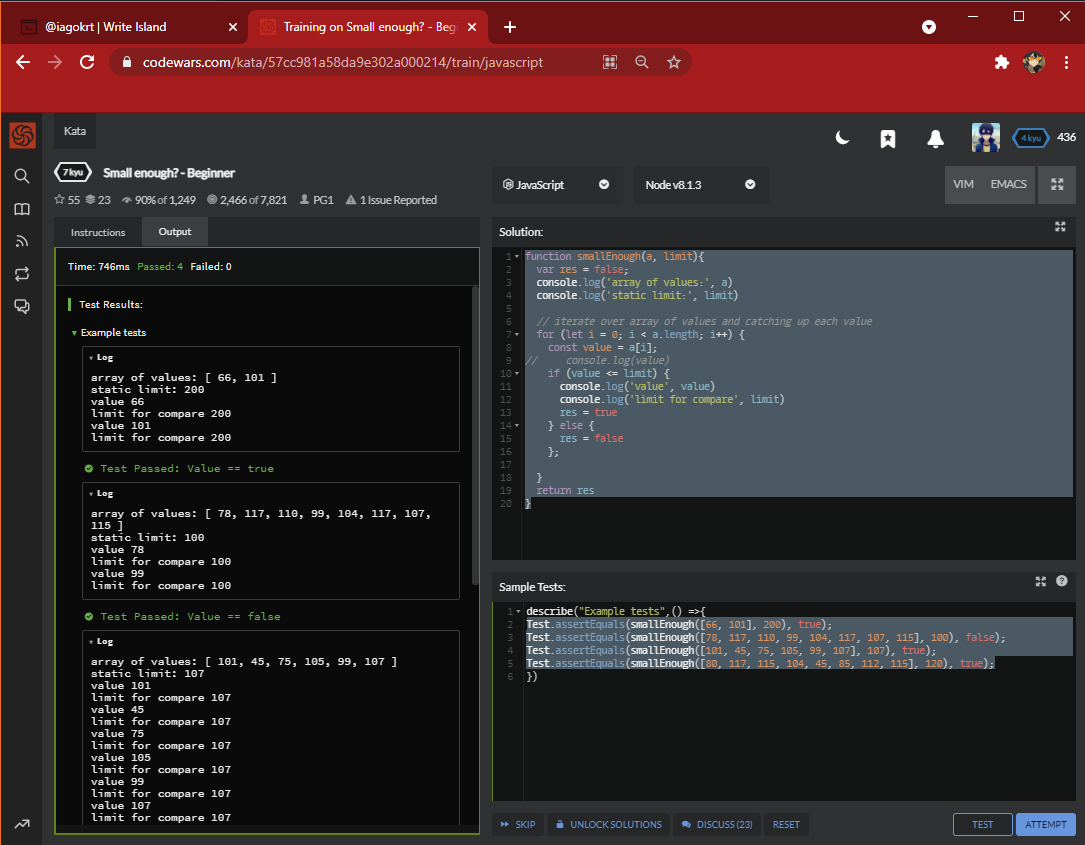 @iagokrt | Write Island
Training on Small enough? - Begi
codewars.com/kata/57cc981a58da9e302a000214/train/javascript
Kata
4 kyu 436
7 kyu Small enough? - Beginner
55 23 90% of 1,249 2,466 of 7,821 PG1 1 Issue Reported
JavaScript Node v8.1.3 VIM EMACS
Instructions Output
Time: 746ms Passed: 4 Failed: 0
Test Results:
Example tests
Log
array of values: [ 66, 101 ]
static limit: 200
value 66
limit for compare 200
value 101
limit for compare 200
Test Passed: Value == true
Log
array of values: [ 78, 117, 110, 99, 104, 117, 107,
115 ]
static limit: 100
value 78
limit for compare 100
value 99
limit for compare 100
Test Passed: Value == false
Log
array of values: [ 101, 45, 75, 105, 99, 107 ]
static limit: 107
value 101
limit for compare 107
value 45
limit for compare 107
value 75
limit for compare 107
value 105
limit for compare 107
value 99
limit for compare 107
value 107
limit for compare 107
Solution:
1 function smallEnough(a, limit){
2 var res = false;
3 console.log('array of values:', a)
4 console.log('static limit:', limit)
5
6 // iterate over array of values and catching up each value
7 for (let i = 0; i < a.length; i++) {
8 const value = a[i];
9 // console.log(value)
10 if (value <= limit) {
11 console.log('value', value)
12 console.log('limit for compare', limit)
13 res = true
14 } else {
15 res = false
16 };
17
18 }
19 return res
20 }
Sample Tests:
1 describe("Example tests",() =>{
2 Test.assertEquals(smallEnough([66, 101], 200), true);
3 Test.assertEquals(smallEnough([78, 117, 110, 99, 104, 117, 107, 115], 100), false);
4 Test.assertEquals(smallEnough([101, 45, 75, 105, 99, 107], 107), true);
5 Test.assertEquals(smallEnough([80, 117, 115, 104, 45, 85, 112, 115], 120), true);
6 })
SKIP UNLOCK SOLUTIONS DISCUSS (23) RESET TEST ATTEMPT